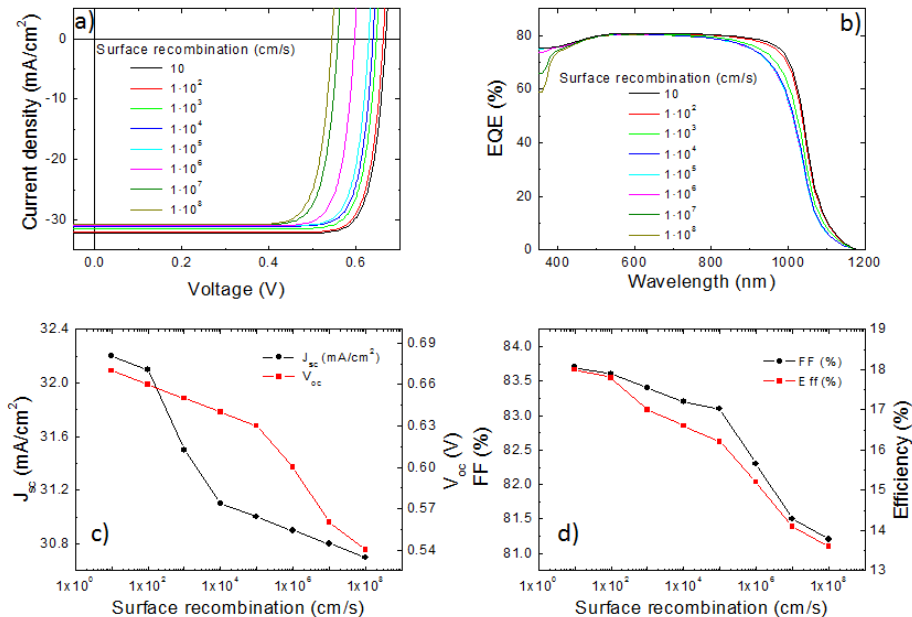 a)
Current density (mA/cm²)
0
-10
-20
-30
Surface recombination (cm/s)
10
1·10²
1·10³
1·10⁴
1·10⁵
1·10⁶
1·10⁷
1·10⁸
0.0 0.2 0.4 0.6
Voltage (V)
b)
EQE (%)
80
60
40
20
0
Surface recombination (cm/s)
10
1·10²
1·10³
1·10⁴
1·10⁵
1·10⁶
1·10⁷
1·10⁸
400 600 800 1000 1200
Wavelength (nm)
c)
Jsc (mA/cm²)
32.4
32.0
31.6
31.2
30.8
Jsc (mA/cm²)
Voc
0.69
0.66
0.63
0.60
0.57
0.54
Voc (V)
1x10⁰ 1x10² 1x10⁴ 1x10⁶ 1x10⁸
Surface recombination (cm/s)
d)
FF (%)
84.0
83.5
83.0
82.5
82.0
81.5
81.0
FF (%)
Eff (%)
19
18
17
16
15
14
13
Efficiency (%)
1x10⁰ 1x10² 1x10⁴ 1x10⁶ 1x10⁸
Surface recombination (cm/s)